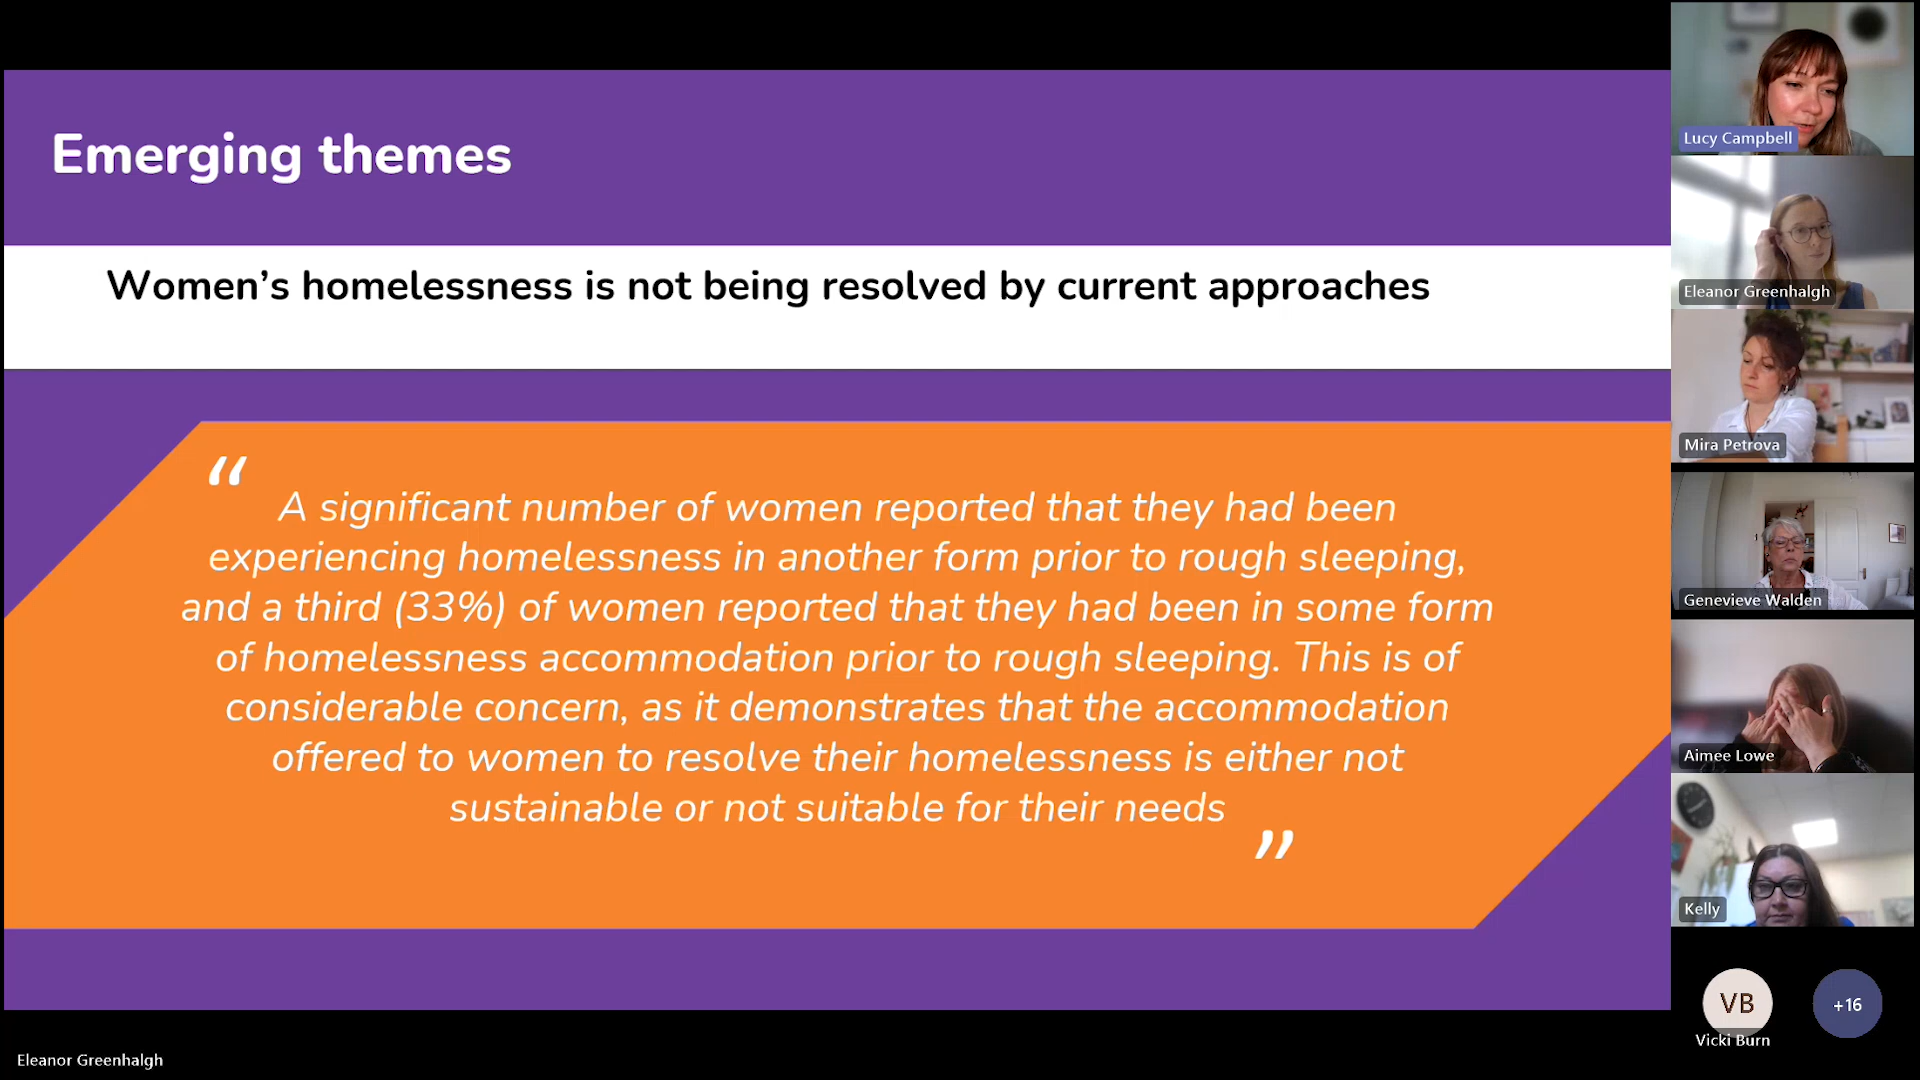 Emerging themes
Women’s homelessness is not being resolved by current approaches
“
A significant number of women reported that they had been
experiencing homelessness in another form prior to rough sleeping,
and a third (33%) of women reported that they had been in some form
of homelessness accommodation prior to rough sleeping. This is of
considerable concern, as it demonstrates that the accommodation
offered to women to resolve their homelessness is either not
sustainable or not suitable for their needs
”
Lucy Campbell
Eleanor Greenhalgh
Mira Petrova
Genevieve Walden
Aimee Lowe
Kelly
VB
Vicki Burn
+16
Eleanor Greenhalgh